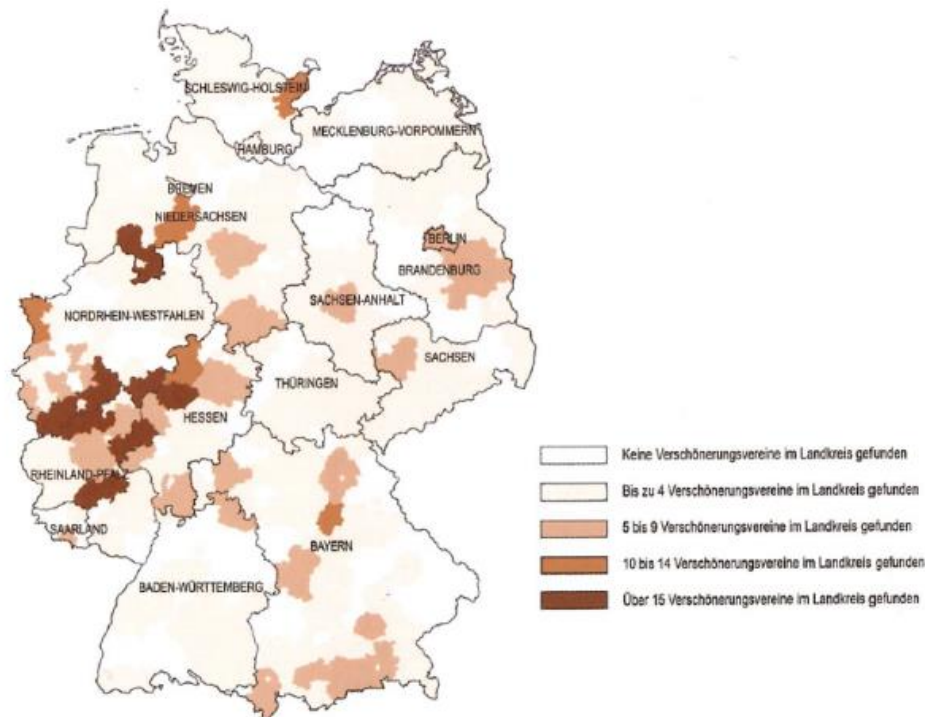 SCHLESWIG-HOLSTEIN
MECKLENBURG-VORPOMMERN
HAMBURG
BREMEN
NIEDERSACHSEN
BERLIN
BRANDENBURG
SACHSEN-ANHALT
NORDRHEIN-WESTFAHLEN
SACHSEN
THÜRINGEN
HESSEN
RHEINLAND-PFALZ
SAARLAND
BAYERN
BADEN-WÜRTTEMBERG
Keine Verschönerungsvereine im Landkreis gefunden
Bis zu 4 Verschönerungsvereine im Landkreis gefunden
5 bis 9 Verschönerungsvereine im Landkreis gefunden
10 bis 14 Verschönerungsvereine im Landkreis gefunden
Über 15 Verschönerungsvereine im Landkreis gefunden